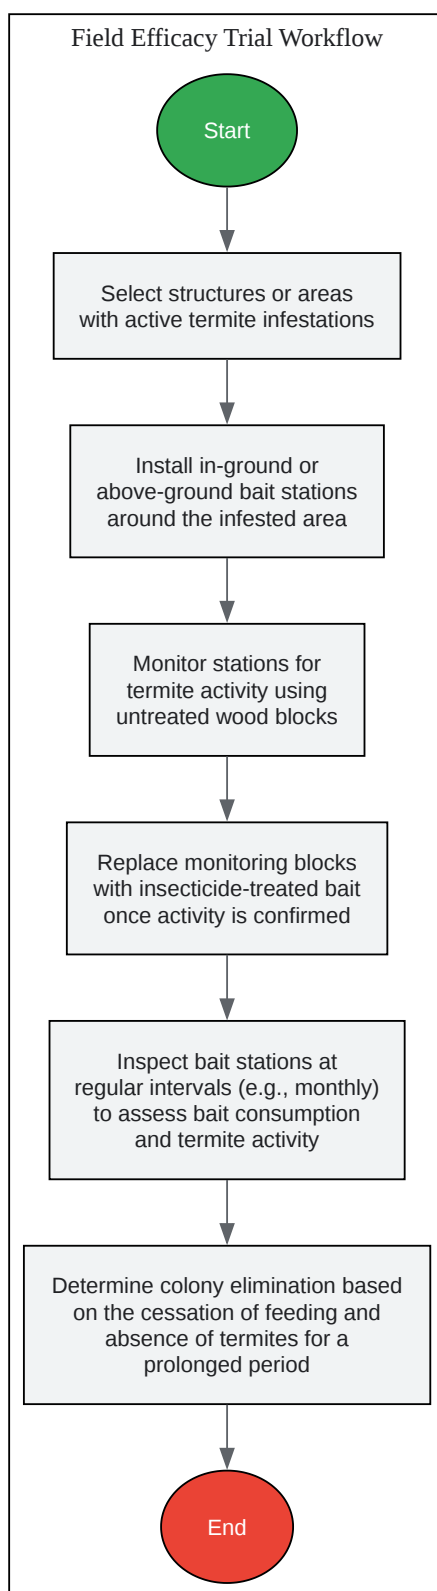 Field Efficacy Trial Workflow
Start
Select structures or areas
with active termite infestations
Install in-ground or
above-ground bait stations
around the infested area
Monitor stations for
termite activity using
untreated wood blocks
Replace monitoring blocks
with insecticide-treated bait
once activity is confirmed
Inspect bait stations at
regular intervals (e.g., monthly)
to assess bait consumption
and termite activity
Determine colony elimination based
on the cessation of feeding and
absence of termites for a
prolonged period
End